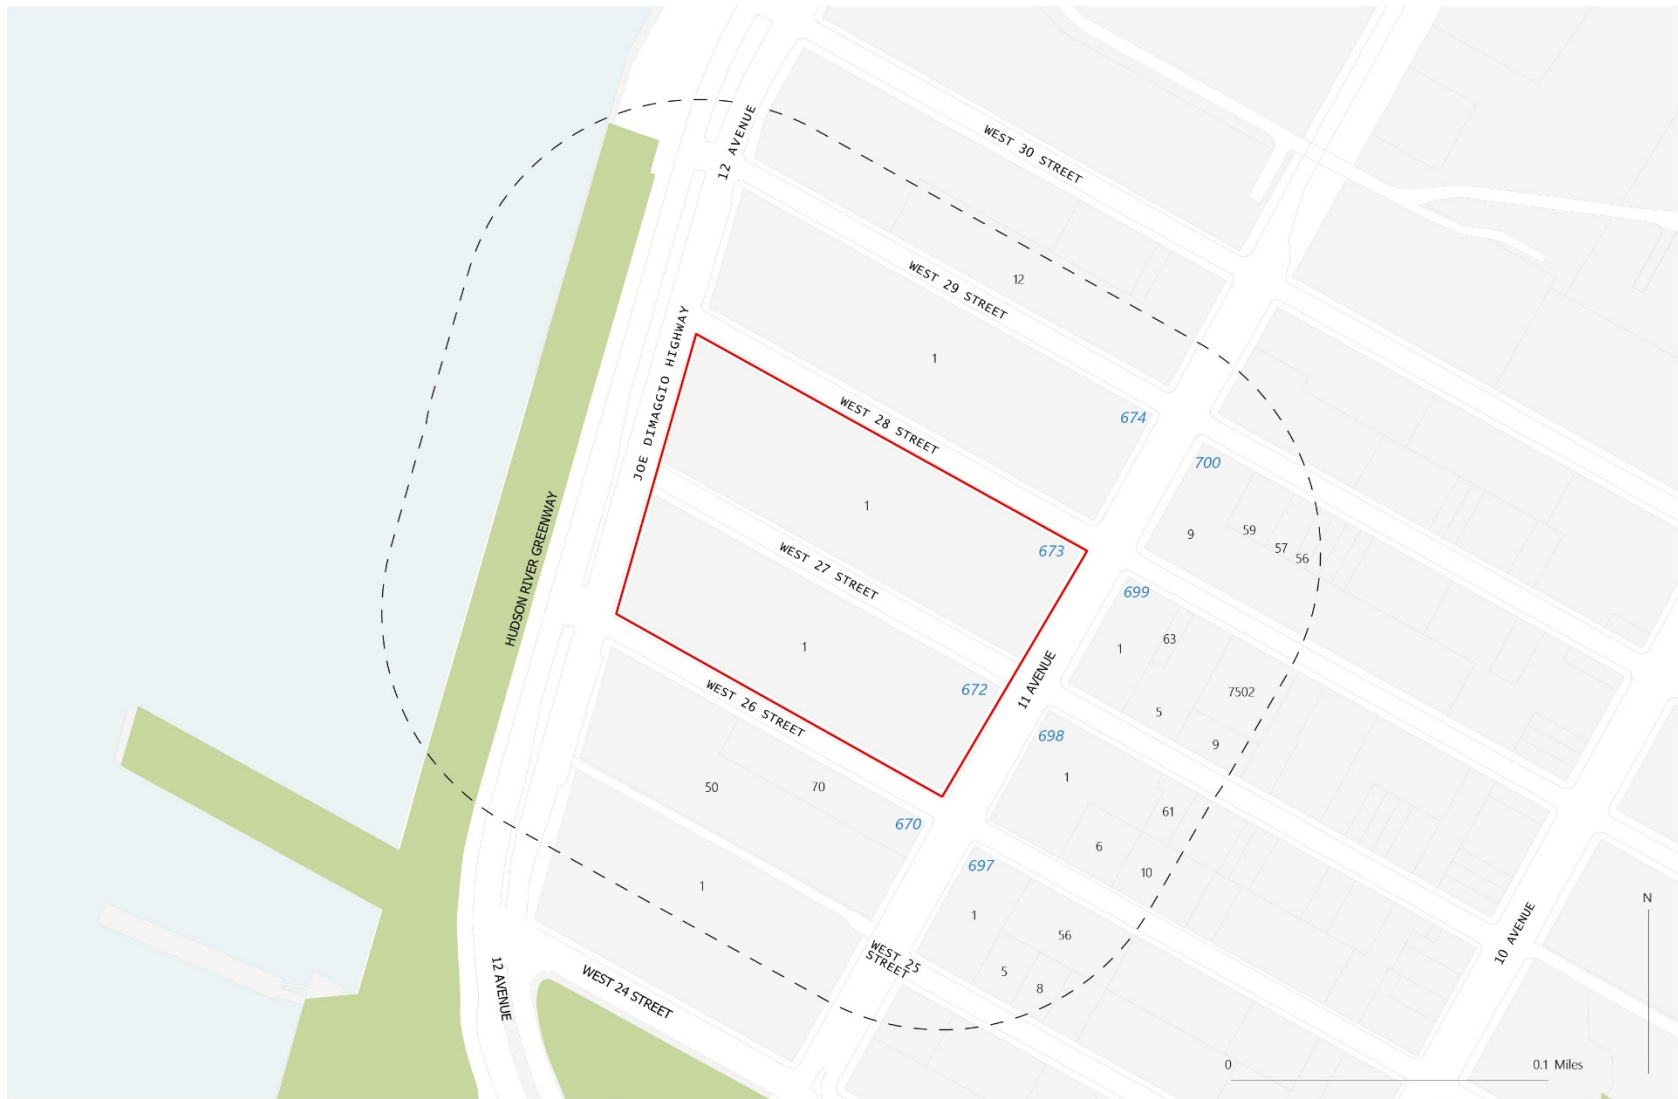 WEST 30 STREET
12 AVENUE
WEST 29 STREET
12
JOE DIMAGGIO HIGHWAY
1
674
WEST 28 STREET
700
9
59
57
56
1
673
HUDSON RIVER GREENWAY
WEST 27 STREET
699
1
63
7502
5
9
1
672
11 AVENUE
WEST 26 STREET
698
1
61
6
10
50
70
670
697
1
56
5
8
1
WEST 25
STREET
10 AVENUE
12 AVENUE
WEST 24 STREET
N
0
0.1 Miles